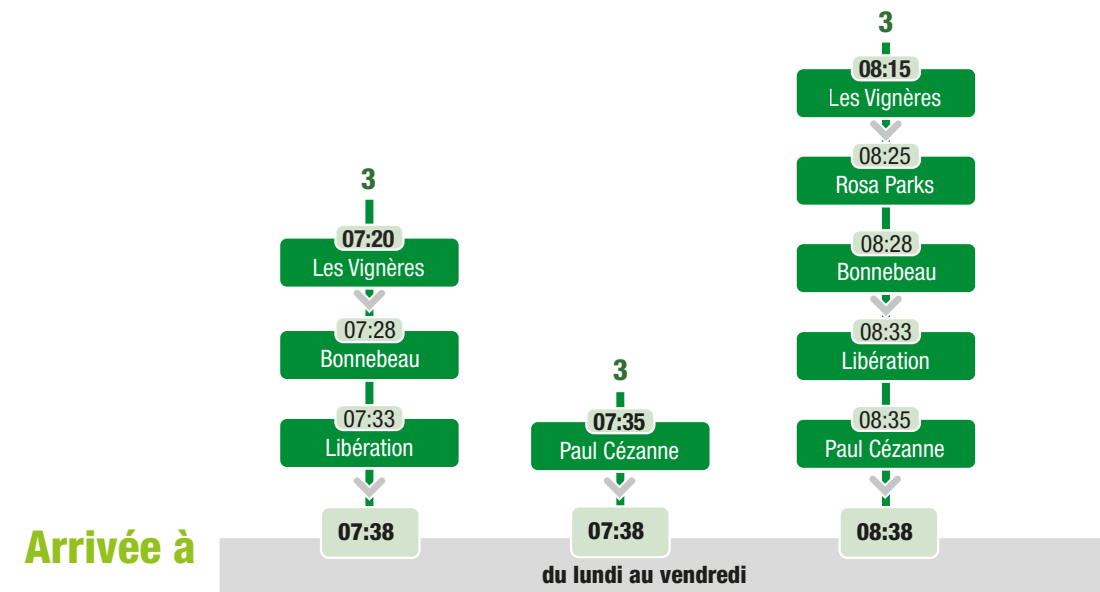 3
07:20
Les Vignères
07:28
Bonnebeau
07:33
Libération
07:38
3
07:35
Paul Cézanne
07:38
3
08:15
Les Vignères
08:25
Rosa Parks
08:28
Bonnebeau
08:33
Libération
08:35
Paul Cézanne
08:38
Arrivée à
du lundi au vendredi